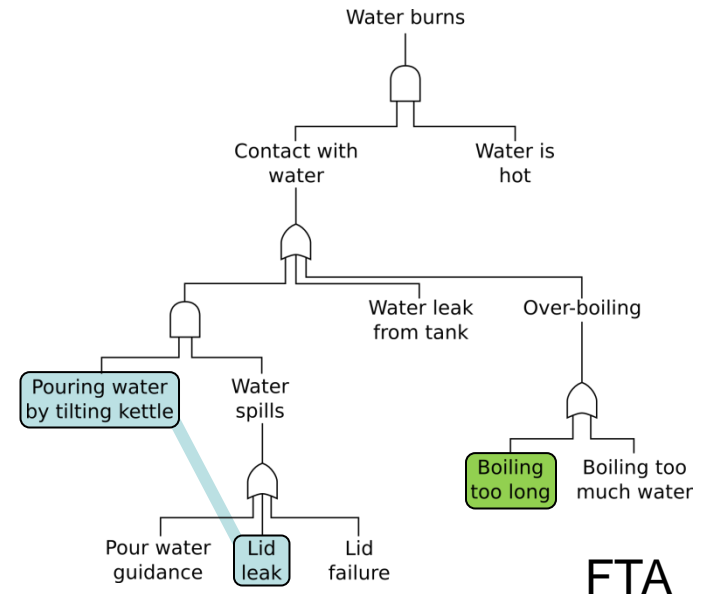 Water burns
Contact with
water
Water is
hot
Water leak
from tank
Over-boiling
Pouring water
by tilting kettle
Water
spills
Boiling
too long
Boiling too
much water
Pour water
guidance
Lid
leak
Lid
failure
FTA